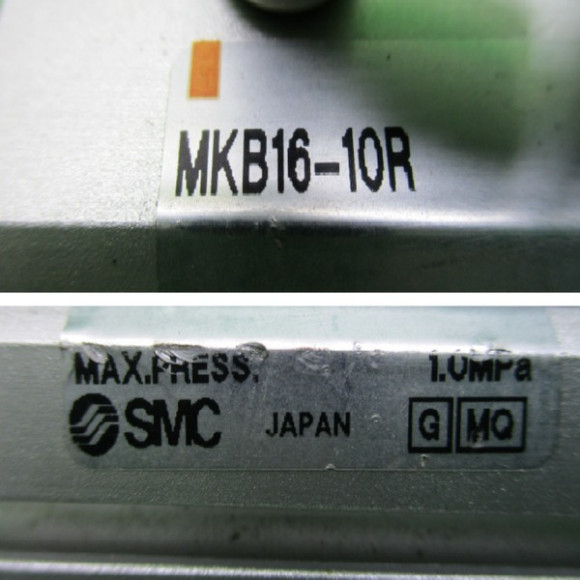 MKB16-10R
MAX.PRESS. 1.0MPa
SMC JAPAN G MQ